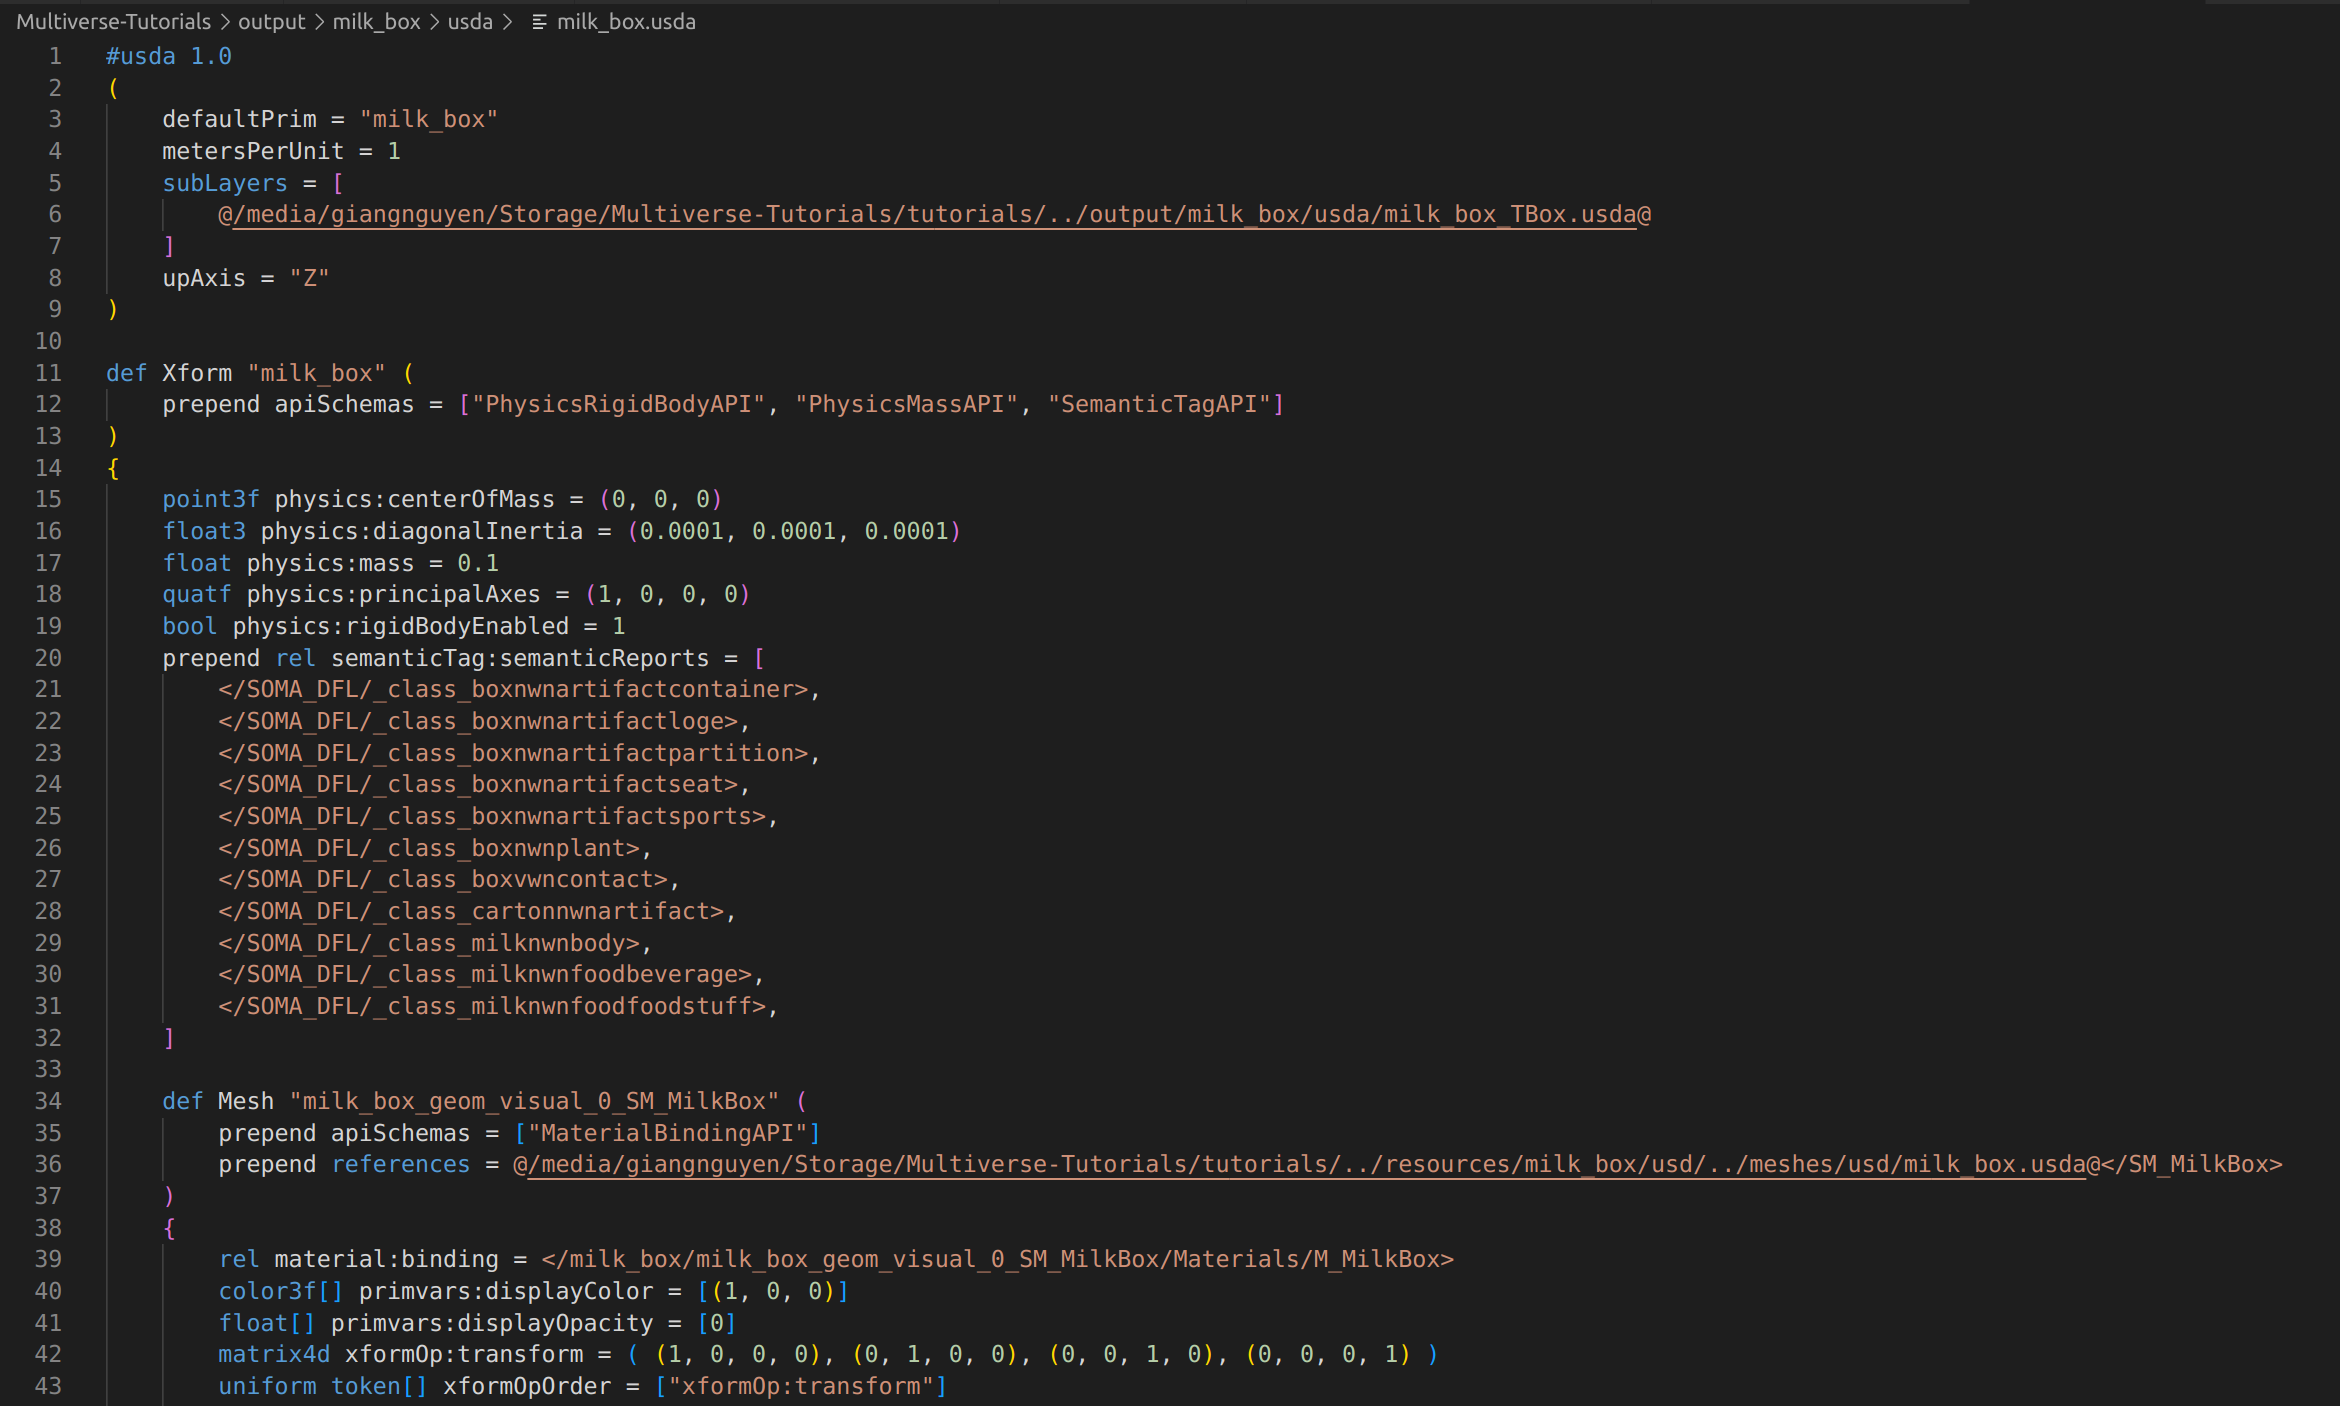 Multiverse-Tutorials > output > milk_box > usda > milk_box.usda
1 #usda 1.0
2 (
3     defaultPrim = "milk_box"
4     metersPerUnit = 1
5     subLayers = [
6         @/media/giangnguyen/Storage/Multiverse-Tutorials/tutorials/../output/milk_box/usda/milk_box_TBox.usda@
7     ]
8     upAxis = "Z"
9 )
10
11 def Xform "milk_box" (
12     prepend apiSchemas = ["PhysicsRigidBodyAPI", "PhysicsMassAPI", "SemanticTagAPI"]
13 )
14 {
15     point3f physics:centerOfMass = (0, 0, 0)
16     float3 physics:diagonalInertia = (0.0001, 0.0001, 0.0001)
17     float physics:mass = 0.1
18     quatf physics:principalAxes = (1, 0, 0, 0)
19     bool physics:rigidBodyEnabled = 1
20     prepend rel semanticTag:semanticReports = [
21         </SOMA_DFL/_class_boxnwnartifactcontainer>,
22         </SOMA_DFL/_class_boxnwnartifactloge>,
23         </SOMA_DFL/_class_boxnwnartifactpartition>,
24         </SOMA_DFL/_class_boxnwnartifactseat>,
25         </SOMA_DFL/_class_boxnwnartifactsports>,
26         </SOMA_DFL/_class_boxnwnplant>,
27         </SOMA_DFL/_class_boxvwncontact>,
28         </SOMA_DFL/_class_cartonnwnartifact>,
29         </SOMA_DFL/_class_milknwnbody>,
30         </SOMA_DFL/_class_milknwnfoodbeverage>,
31         </SOMA_DFL/_class_milknwnfoodfoodstuff>,
32     ]
33
34     def Mesh "milk_box_geom_visual_0_SM_MilkBox" (
35         prepend apiSchemas = ["MaterialBindingAPI"]
36         prepend references = @/media/giangnguyen/Storage/Multiverse-Tutorials/tutorials/../resources/milk_box/usd/../meshes/usd/milk_box.usda@</SM_MilkBox>
37     )
38     {
39         rel material:binding = </milk_box/milk_box_geom_visual_0_SM_MilkBox/Materials/M_MilkBox>
40         color3f[] primvars:displayColor = [(1, 0, 0)]
41         float[] primvars:displayOpacity = [0]
42         matrix4d xformOp:transform = ( (1, 0, 0, 0), (0, 1, 0, 0), (0, 0, 1, 0), (0, 0, 0, 1) )
43         uniform token[] xformOpOrder = ["xformOp:transform"]